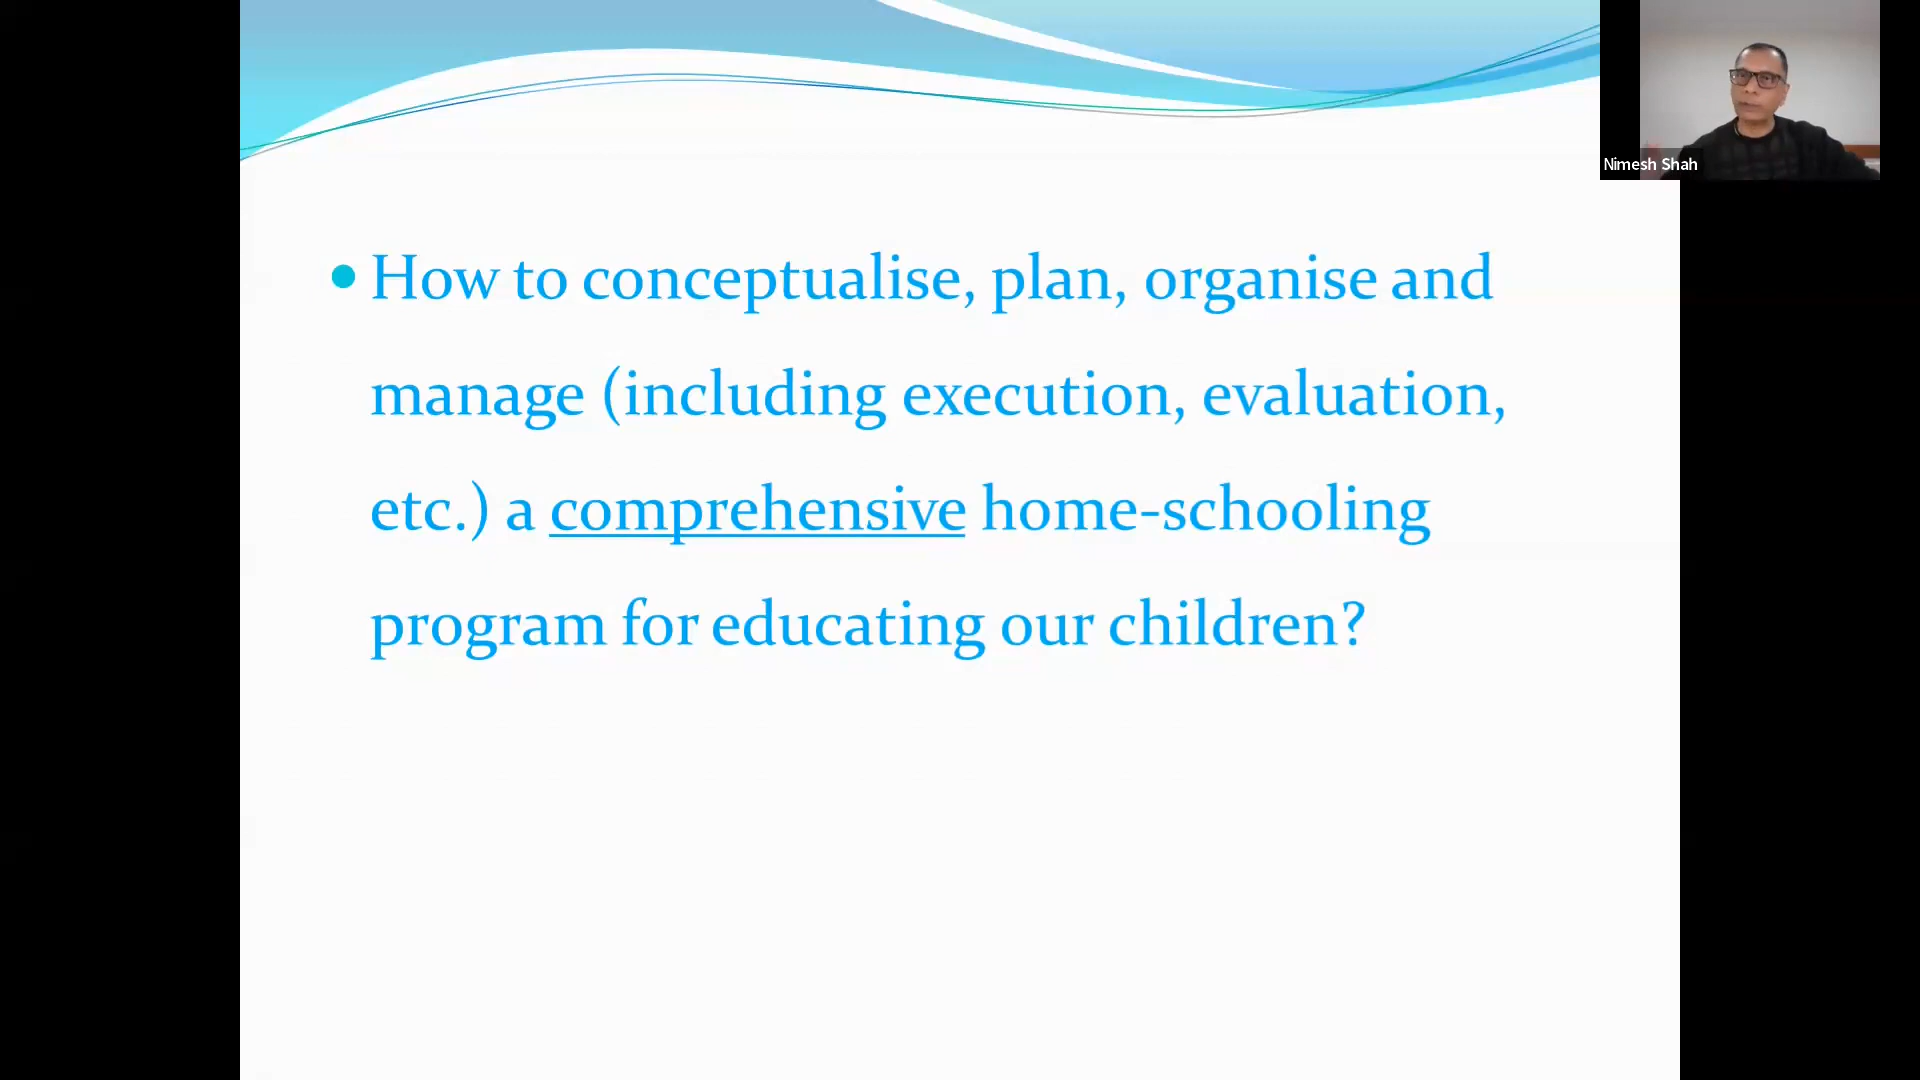 Nimesh Shah
How to conceptualise, plan, organise and
manage (including execution, evaluation,
etc.) a comprehensive home-schooling
program for educating our children?